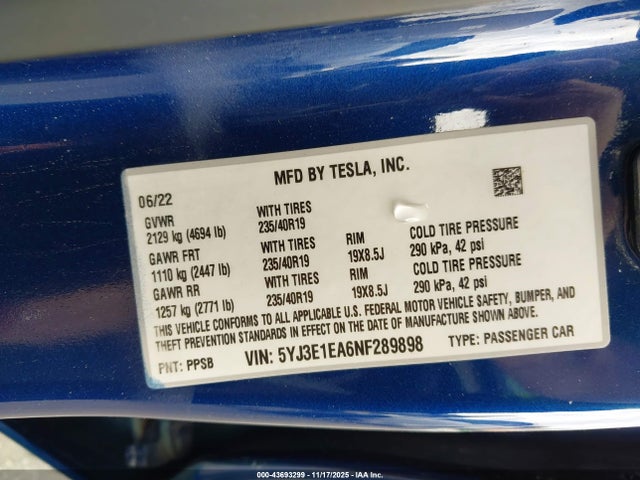 MFD BY TESLA, INC.
06/22
GVWR
2129 kg (4694 lb)
WITH TIRES
235/40R19
GAWR FRT
1110 kg (2447 lb)
WITH TIRES
235/40R19
RIM
19X8.5J
COLD TIRE PRESSURE
290 kPa, 42 psi
GAWR RR
1257 kg (2771 lb)
WITH TIRES
235/40R19
RIM
19X8.5J
COLD TIRE PRESSURE
290 kPa, 42 psi
THIS VEHICLE CONFORMS TO ALL APPLICABLE U.S. FEDERAL MOTOR VEHICLE SAFETY, BUMPER, AND
THEFT PREVENTION STANDARDS IN EFFECT ON THE DATE OF MANUFACTURE SHOWN ABOVE.
PNT: PPSB VIN: 5YJ3E1EA6NF289898 TYPE: PASSENGER CAR
000-43693299 - 11/17/2025 - IAA Inc.